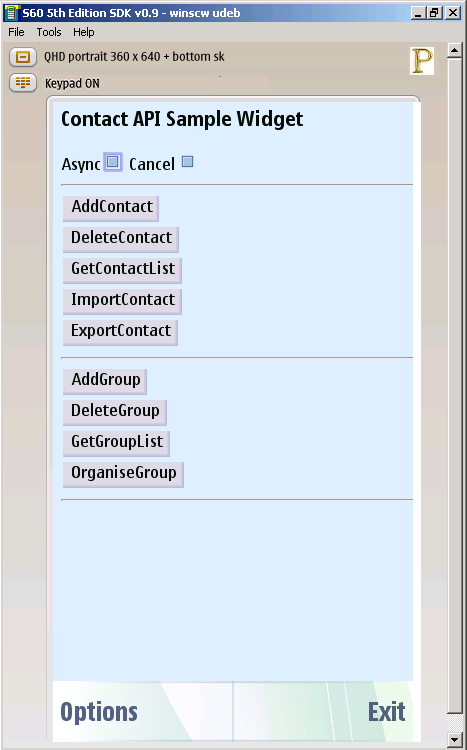 S60 5th Edition SDK v0.9 - winscw udeb
File Tools Help
QHD portrait 360 x 640 + bottom sk
P
Keypad ON
Contact API Sample Widget
Async Cancel
AddContact
DeleteContact
GetContactList
ImportContact
ExportContact
AddGroup
DeleteGroup
GetGroupList
OrganiseGroup
Options Exit